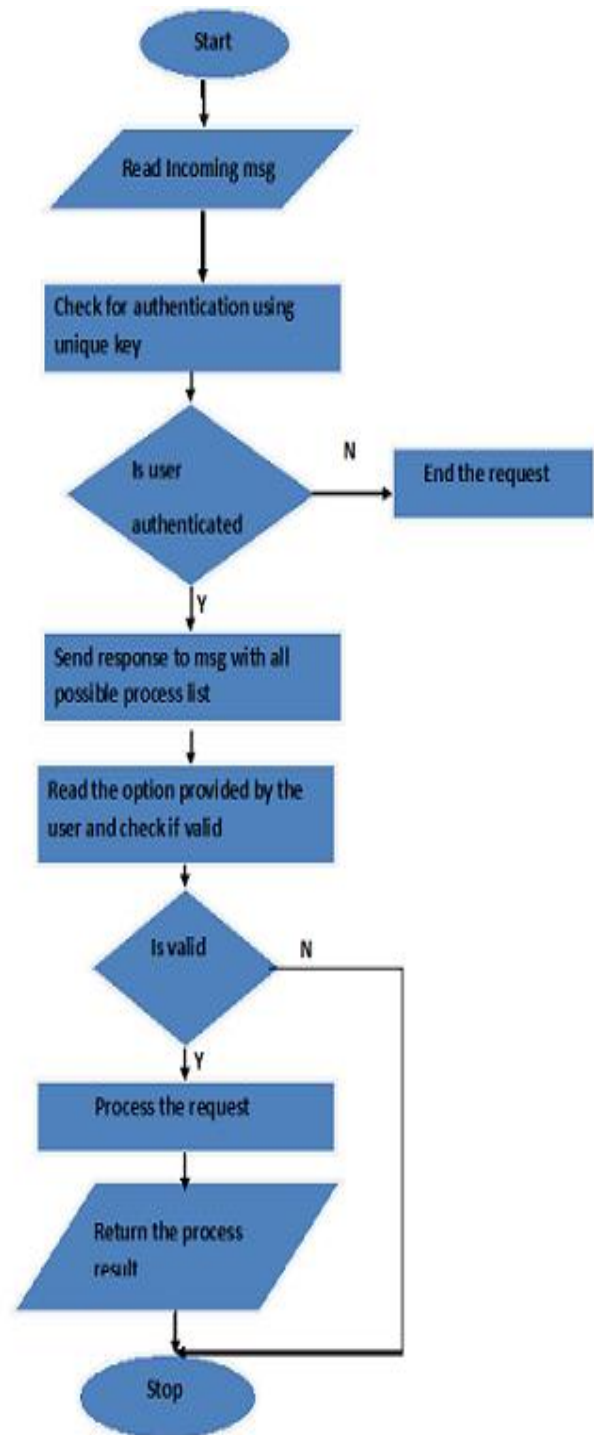 Start
Read Incoming msg
Check for authentication using
unique key
Is user
authenticated
N
End the request
Y
Send response to msg with all
possible process list
Read the option provided by the
user and check if valid
Is valid
N
Y
Process the request
Return the process
result
Stop